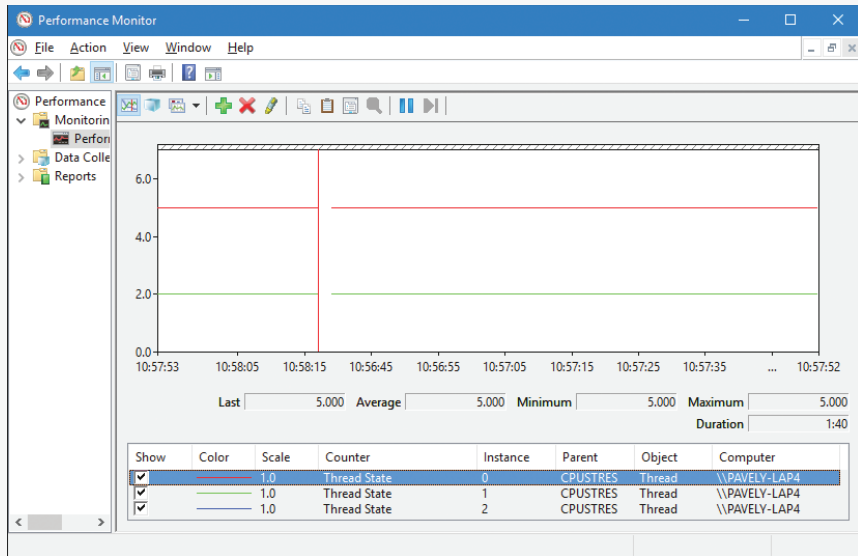 Performance Monitor
File Action View Window Help
Performance
Monitorin
Perforn
Data Colle
Reports
6.0
4.0
2.0
0.0
10:57:53 10:58:05 10:58:15 10:56:45 10:56:55 10:57:05 10:57:15 10:57:25 10:57:35 ... 10:57:52
Last 5.000 Average 5.000 Minimum 5.000 Maximum 5.000
Duration 1:40
Show Color Scale Counter Instance Parent Object Computer
1.0 Thread State 0 CPUSTRES Thread \\PAVELY-LAP4
1.0 Thread State 1 CPUSTRES Thread \\PAVELY-LAP4
1.0 Thread State 2 CPUSTRES Thread \\PAVELY-LAP4